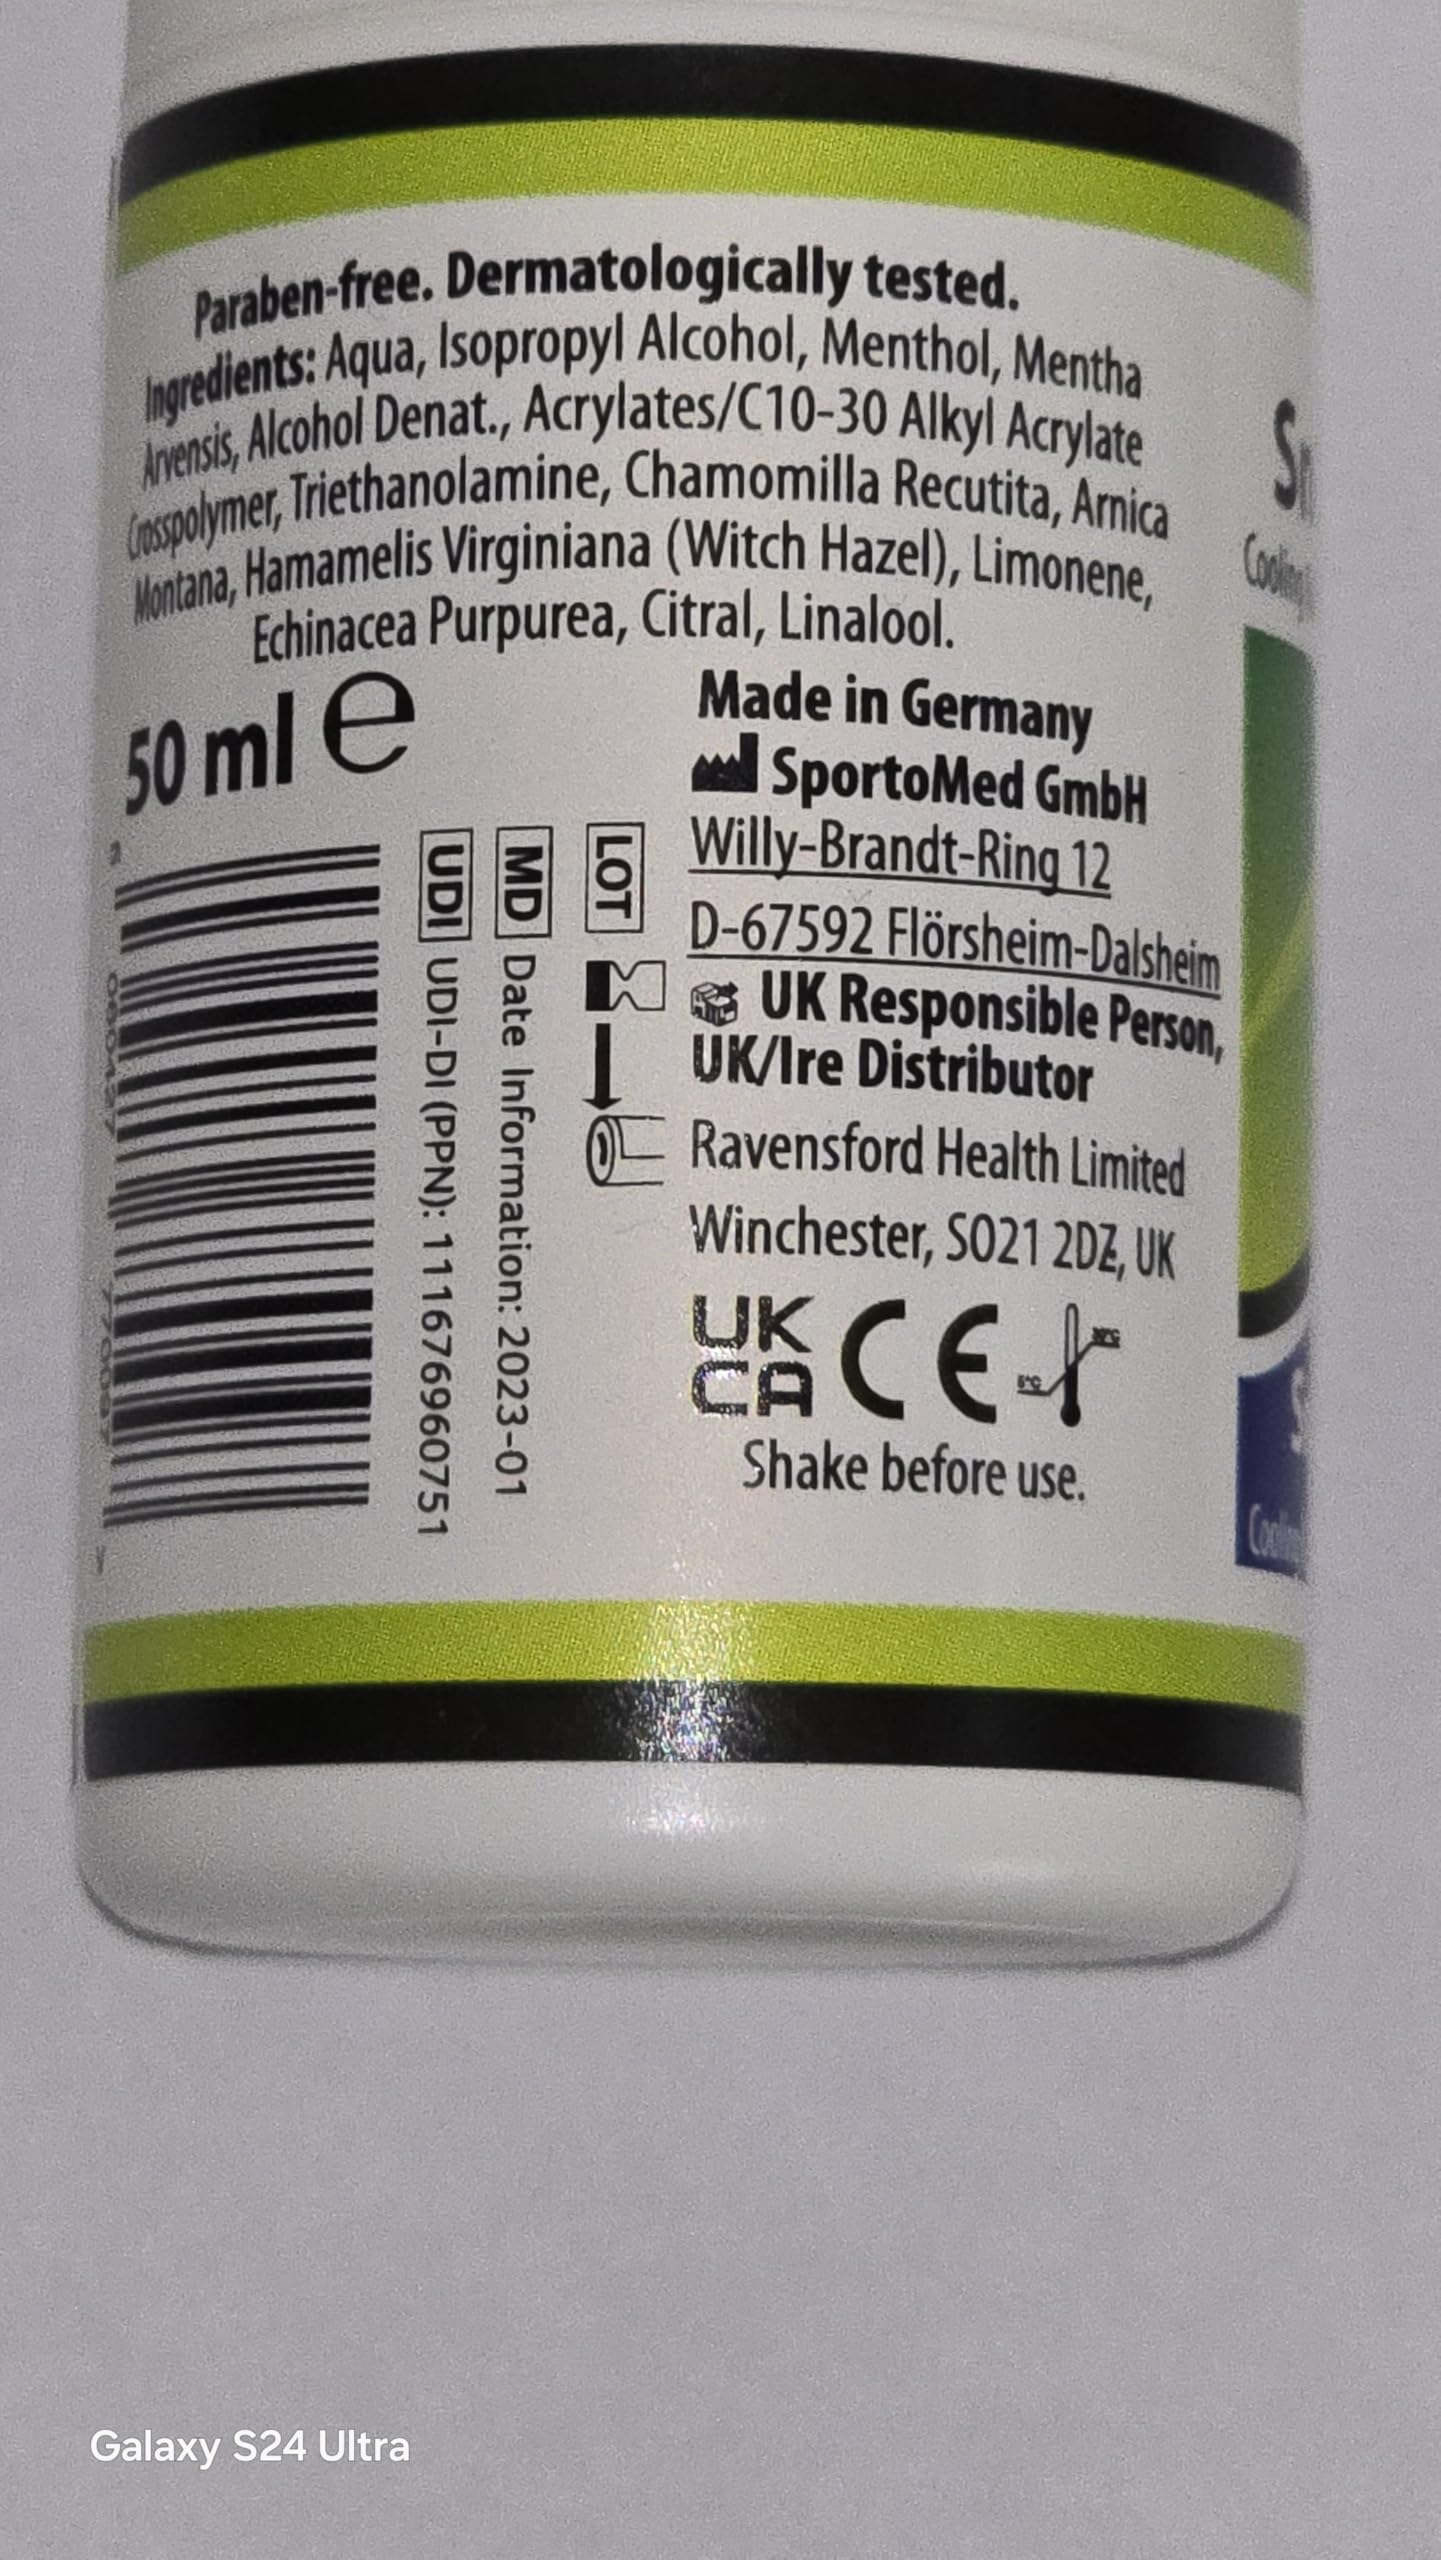 Paraben-free. Dermatologically tested.
Ingredients: Aqua, Isopropyl Alcohol, Menthol, Mentha
Arvensis, Alcohol Denat., Acrylates/C10-30 Alkyl Acrylate
Crosspolymer, Triethanolamine, Chamomilla Recutita, Arnica
Montana, Hamamelis Virginiana (Witch Hazel), Limonene,
Echinacea Purpurea, Citral, Linalool.
50 ml e
Made in Germany
SportoMed GmbH
Willy-Brandt-Ring 12
D-67592 Flörsheim-Dalsheim
UK Responsible Person,
UK/Ire Distributor
Ravensford Health Limited
Winchester, SO21 2DZ, UK
UK
CA CE
5°C
30°C
Shake before use.
LOT
MD Date Information: 2023-01
UDI UDI-DI (PPN): 111676960751
Cooling
Galaxy S24 Ultra